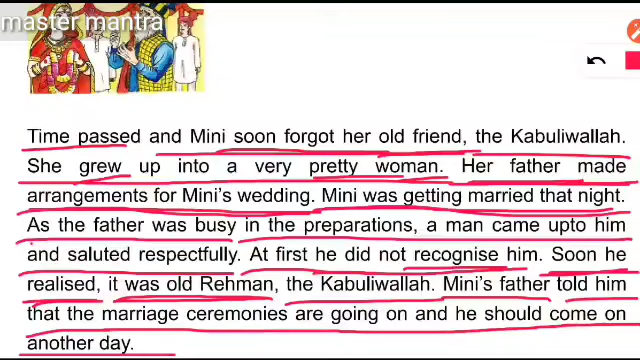 master mantra
Time passed and Mini soon forgot her old friend, the Kabuliwallah.
She grew up into a very pretty woman. Her father made
arrangements for Mini's wedding. Mini was getting married that night.
As the father was busy in the preparations, a man came upto him
and saluted respectfully. At first he did not recognise him. Soon he
realised, it was old Rehman, the Kabuliwallah. Mini's father told him
that the marriage ceremonies are going on and he should come on
another day.